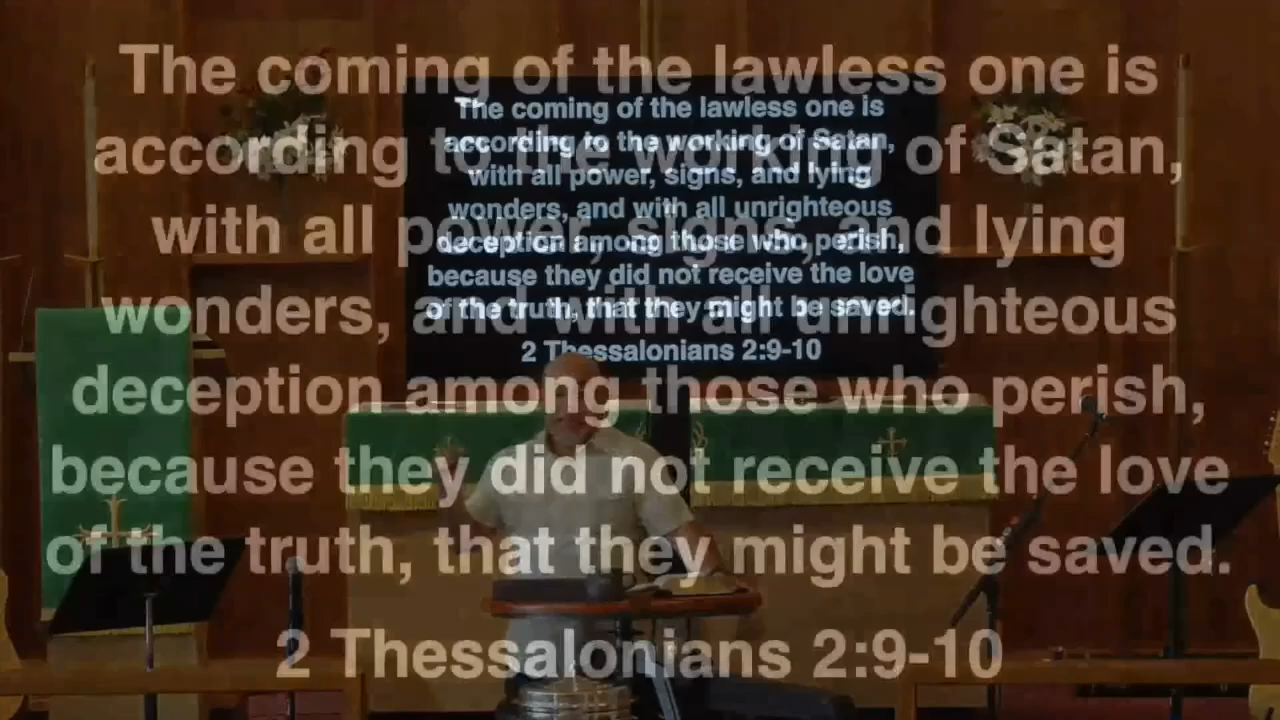 The coming of the lawless one is
according to the working of Satan,
with all power, signs, and lying
wonders, and with all unrighteous
deception among those who perish,
because they did not receive the love
of the truth, that they might be saved.
2 Thessalonians 2:9-10
The coming of the lawless one is
according to the working of Satan,
with all power, signs, and lying
wonders, and with all unrighteous
deception among those who perish,
because they did not receive the love
of the truth, that they might be saved.
2 Thessalonians 2:9-10